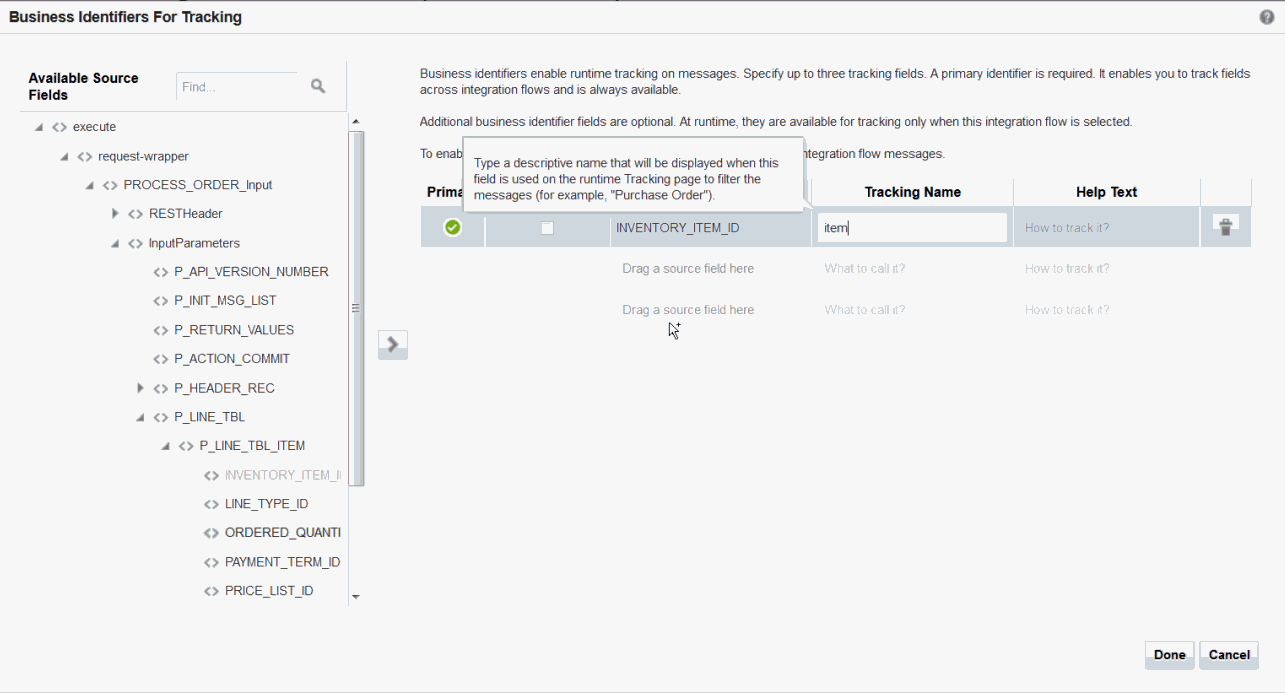 Business Identifiers For Tracking
Available Source
Fields
Find...
execute
request-wrapper
PROCESS_ORDER_Input
RESTHeader
InputParameters
P_API_VERSION_NUMBER
P_INIT_MSG_LIST
P_RETURN_VALUES
P_ACTION_COMMIT
P_HEADER_REC
P_LINE_TBL
P_LINE_TBL_ITEM
INVENTORY_ITEM_I
LINE_TYPE_ID
ORDERED_QUANTI
PAYMENT_TERM_ID
PRICE_LIST_ID
Business identifiers enable runtime tracking on messages. Specify up to three tracking fields. A primary identifier is required. It enables you to track fields
across integration flows and is always available.
Additional business identifier fields are optional. At runtime, they are available for tracking only when this integration flow is selected.
To enab
ntegration flow messages.
Type a descriptive name that will be displayed when this
field is used on the runtime Tracking page to filter the
messages (for example, "Purchase Order").
Prima
Tracking Name
Help Text
INVENTORY_ITEM_ID
item
How to track it?
Drag a source field here
What to call it?
How to track it?
Drag a source field here
What to call it?
How to track it?
Done
Cancel